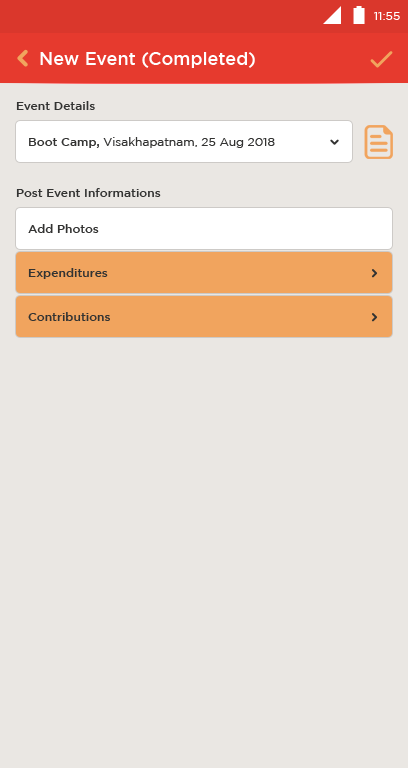 11:55
New Event (Completed)
Event Details
Boot Camp, Visakhapatnam, 25 Aug 2018
Post Event Informations
Add Photos
Expenditures
Contributions